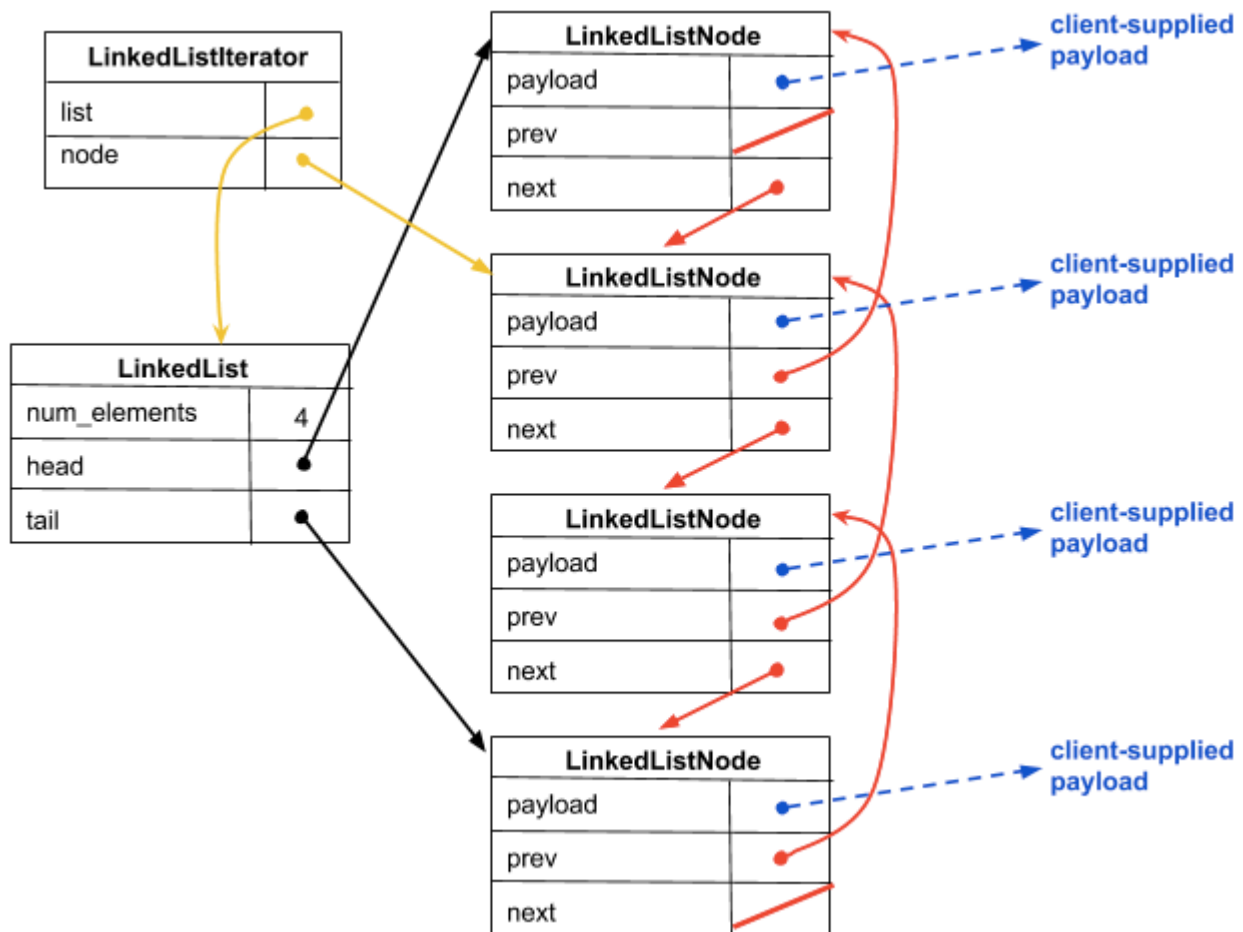 LinkedListIterator
list
node
LinkedList
num_elements 4
head
tail
LinkedListNode
payload
prev
next
client-supplied
payload
LinkedListNode
payload
prev
next
client-supplied
payload
LinkedListNode
payload
prev
next
client-supplied
payload
LinkedListNode
payload
prev
next
client-supplied
payload